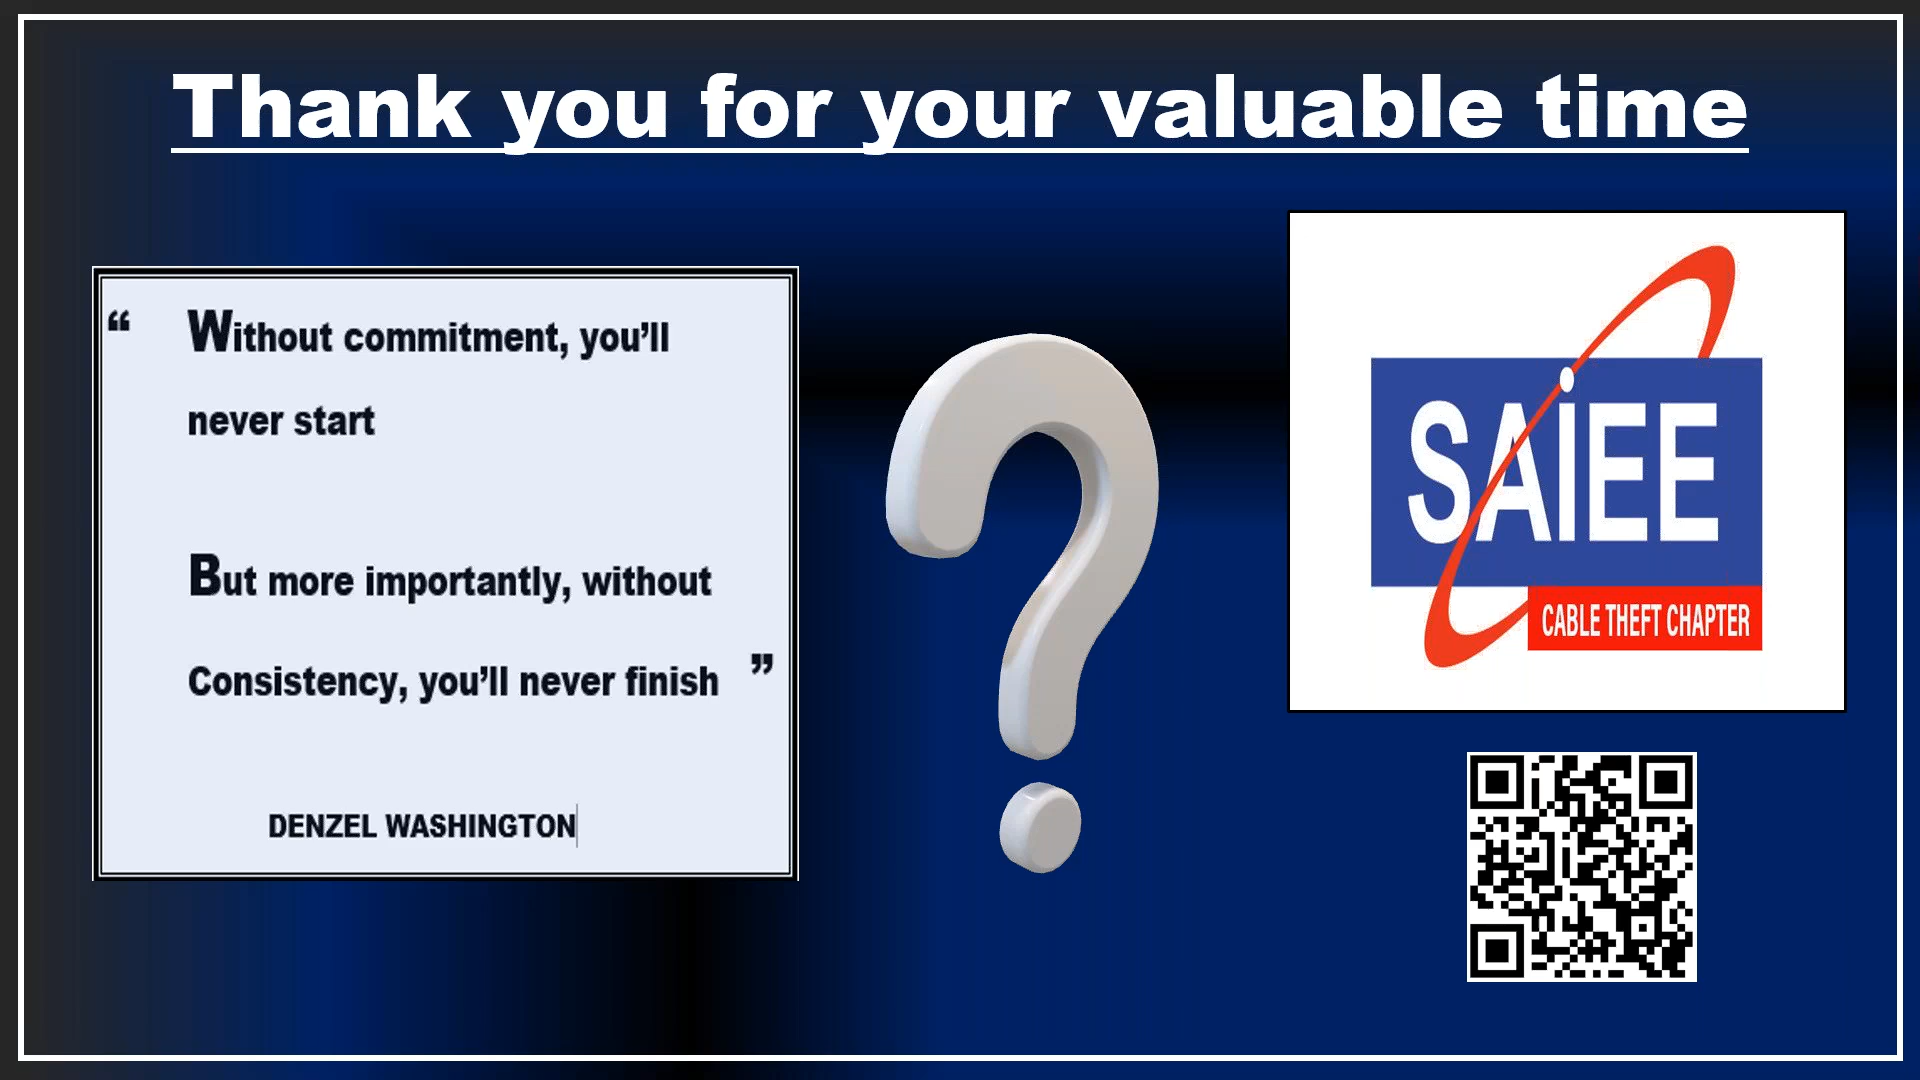 Thank you for your valuable time
“ Without commitment, you’ll
never start
But more importantly, without
Consistency, you’ll never finish ”
DENZEL WASHINGTON
?
SAiEE
CABLE THEFT CHAPTER